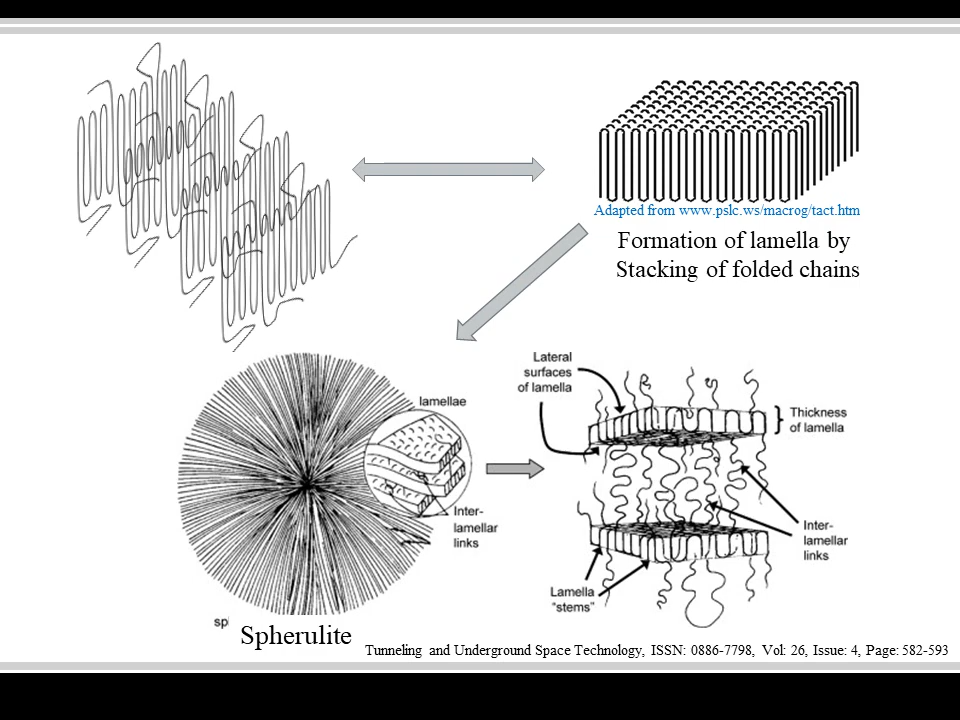 Adapted from www.pslc.ws/macrog/tact.htm
Formation of lamella by
Stacking of folded chains
Lateral
surfaces
of lamella
lamellae
Thickness
of lamella
Inter-
lamellar
links
Inter-
lamellar
links
Lamella
"stems"
sp
Spherulite
Tunneling and Underground Space Technology, ISSN: 0886-7798, Vol: 26, Issue: 4, Page: 582-593